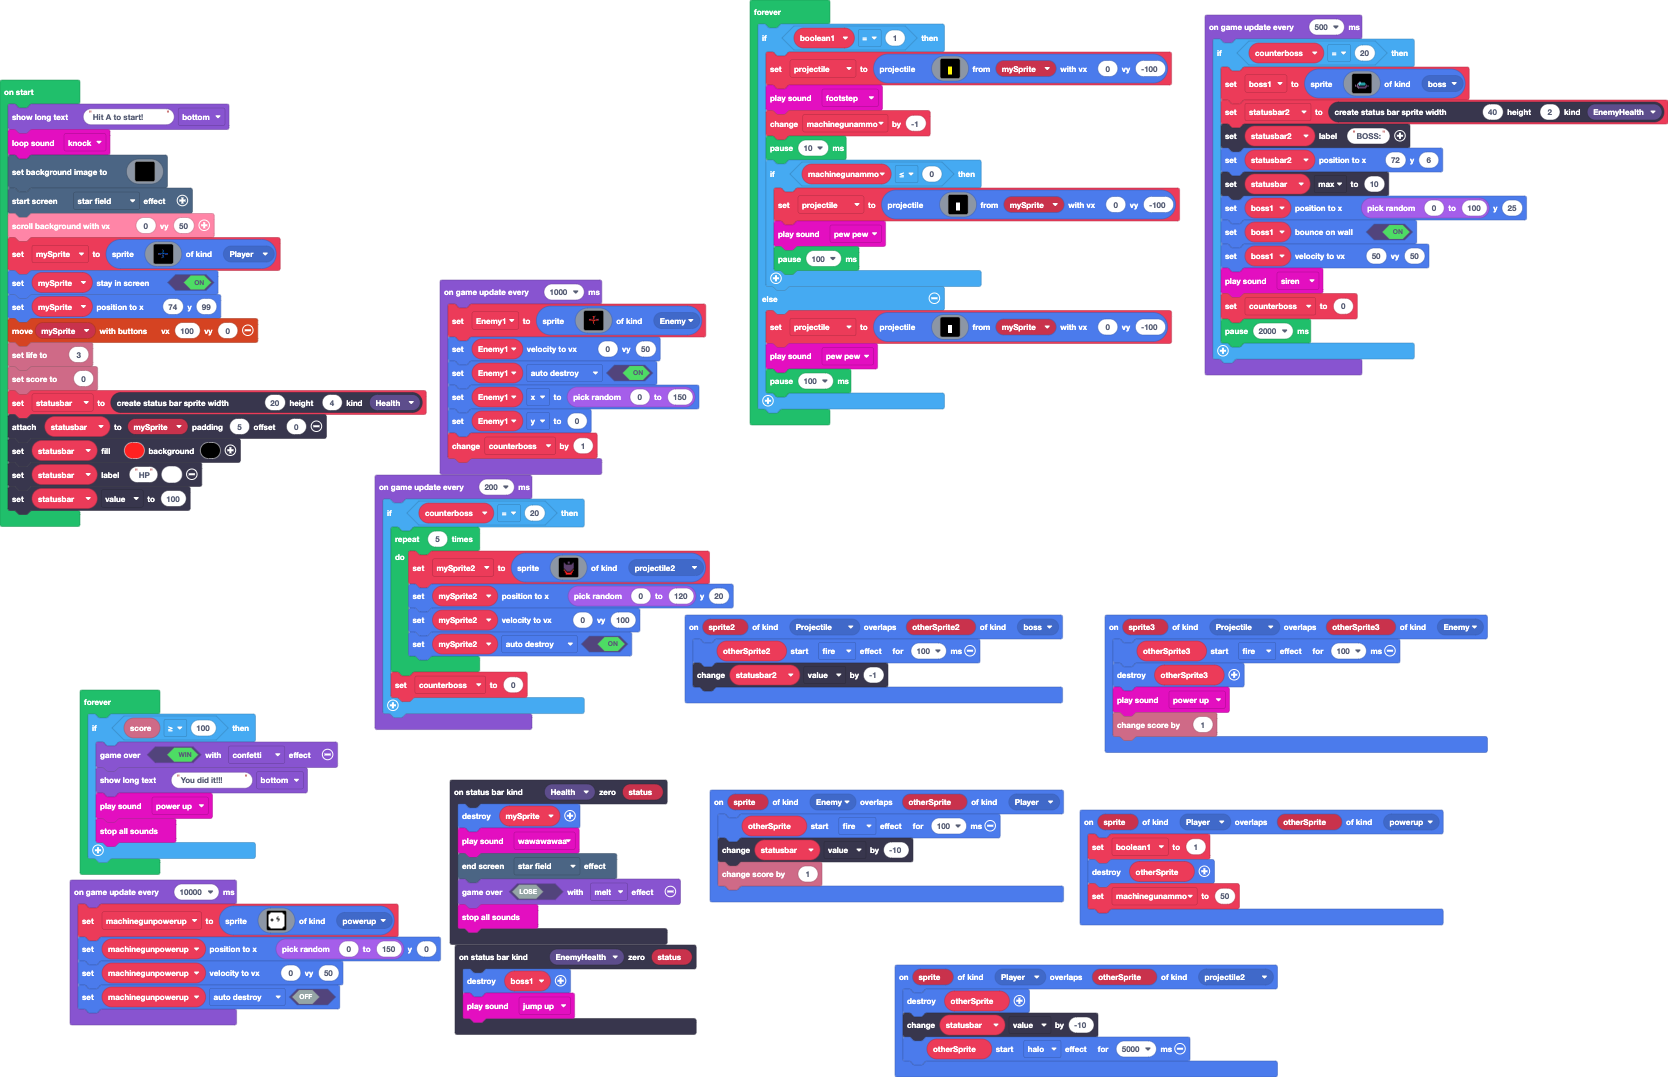 on start
show long text "Hit A to start!" bottom
loop sound knock
set background image to
start screen star field effect
scroll background with vx 0 vy 50
set mySprite to sprite of kind Player
set mySprite stay in screen ON
set mySprite position to x 74 y 99
move mySprite with buttons vx 100 vy 0
set life to 3
set score to 0
set statusbar to create status bar sprite width 20 height 4 kind Health
attach statusbar to mySprite padding 5 offset 0
set statusbar fill background
set statusbar label "HP"
set statusbar value to 100
forever
if score ≥ 100 then
game over WIN with confetti effect
show long text "You did it!!!" bottom
play sound power up
stop all sounds
on game update every 10000 ms
set machinegunpowerup to sprite of kind powerup
set machinegunpowerup position to x pick random 0 to 150 y 0
set machinegunpowerup velocity to vx 0 vy 50
set machinegunpowerup auto destroy OFF
on game update every 1000 ms
set Enemy1 to sprite of kind Enemy
set Enemy1 velocity to vx 0 vy 50
set Enemy1 auto destroy ON
set Enemy1 x to pick random 0 to 150
set Enemy1 y to 0
change counterboss by 1
on game update every 200 ms
if counterboss = 20 then
repeat 5 times
do
set mySprite2 to sprite of kind projectile2
set mySprite2 position to x pick random 0 to 120 y 20
set mySprite2 velocity to vx 0 vy 100
set mySprite2 auto destroy ON
set counterboss to 0
on status bar kind Health zero status
destroy mySprite
play sound wawawawaa
end screen star field effect
game over LOSE with melt effect
stop all sounds
on status bar kind EnemyHealth zero status
destroy boss1
play sound jump up
forever
if boolean1 = 1 then
set projectile to projectile from mySprite with vx 0 vy -100
play sound footstep
change machinegunammo by -1
pause 10 ms
if machinegunammo ≤ 0 then
set projectile to projectile from mySprite with vx 0 vy -100
play sound pew pew
pause 100 ms
else
set projectile to projectile from mySprite with vx 0 vy -100
play sound pew pew
pause 100 ms
on game update every 500 ms
if counterboss = 20 then
set boss1 to sprite of kind boss
set statusbar2 to create status bar sprite width 40 height 2 kind EnemyHealth
set statusbar2 label "BOSS:"
set statusbar2 position to x 72 y 6
set statusbar max to 10
set boss1 position to x pick random 0 to 100 y 25
set boss1 bounce on wall ON
set boss1 velocity to vx 50 vy 50
play sound siren
set counterboss to 0
pause 2000 ms
on sprite2 of kind Projectile overlaps otherSprite2 of kind boss
otherSprite2 start fire effect for 100 ms
change statusbar2 value by -1
on sprite3 of kind Projectile overlaps otherSprite3 of kind Enemy
otherSprite3 start fire effect for 100 ms
destroy otherSprite3
play sound power up
change score by 1
on sprite of kind Enemy overlaps otherSprite of kind Player
otherSprite start fire effect for 100 ms
change statusbar value by -10
change score by 1
on sprite of kind Player overlaps otherSprite of kind powerup
set boolean1 to 1
destroy otherSprite
set machinegunammo to 50
on sprite of kind Player overlaps otherSprite of kind projectile2
destroy otherSprite
change statusbar value by -10
otherSprite start halo effect for 5000 ms